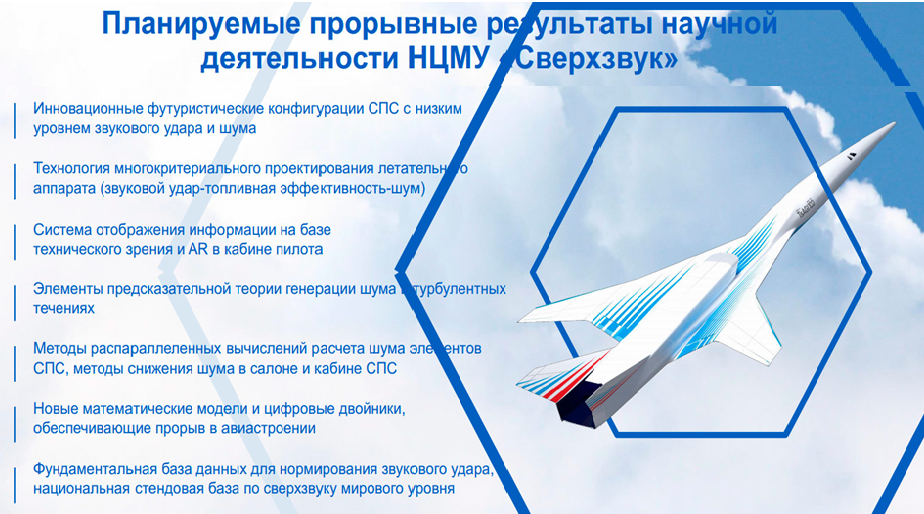 Планируемые прорывные результаты научной
деятельности НЦМУ «Сверхзвук»
Инновационные футуристические конфигурации СПС с низким
уровнем звукового удара и шума
Технология многокритериального проектирования летательного
аппарата (звуковой удар-топливная эффективность-шум)
Система отображения информации на базе
технического зрения и AR в кабине пилота
Элементы предсказательной теории генерации шума в турбулентных
течениях
Методы распараллеленных вычислений расчета шума элементов
СПС, методы снижения шума в салоне и кабине СПС
Новые математические модели и цифровые двойники,
обеспечивающие прорыв в авиастроении
Фундаментальная база данных для нормирования звукового удара,
национальная стендовая база по сверхзвуку мирового уровня